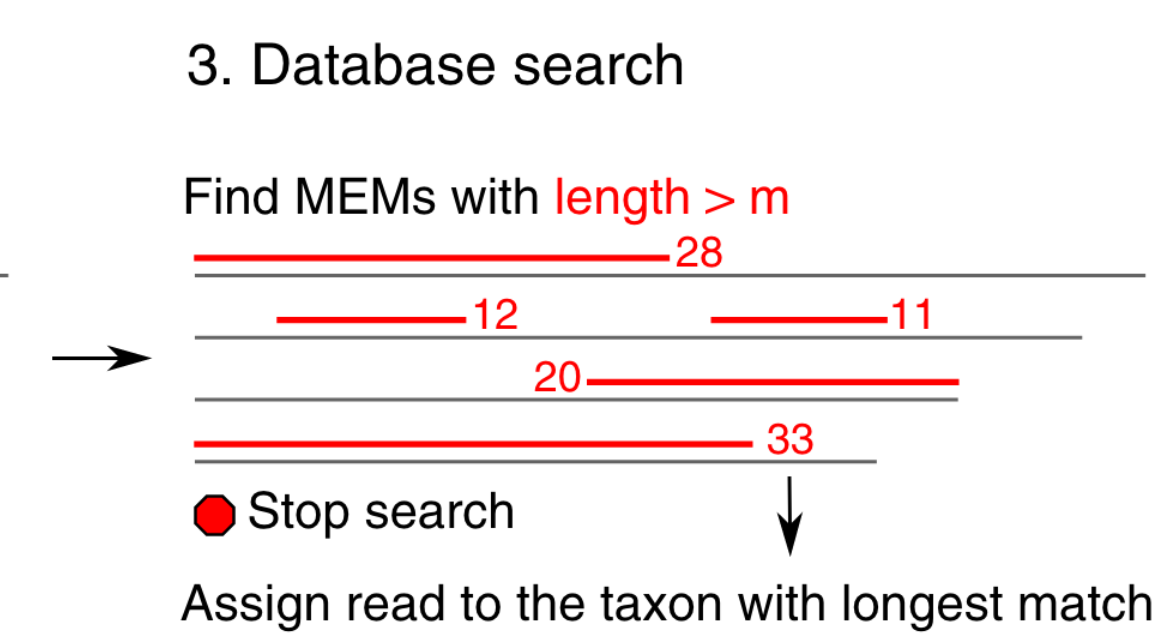 3. Database search
Find MEMs with length > m
28
12 11
20
33
Stop search
Assign read to the taxon with longest match